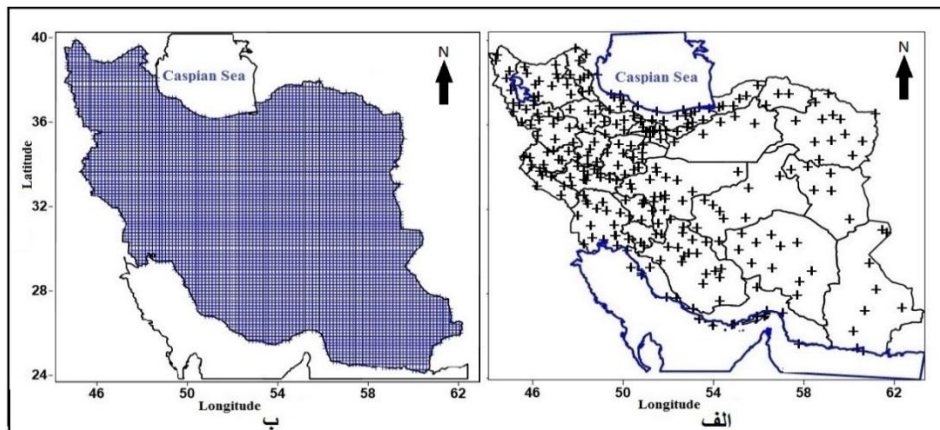 40
36
32
28
24
Latitude
Caspian Sea
N
46
50
54
58
62
Longitude
ب
Caspian Sea
N
46
50
54
58
62
Longitude
الف